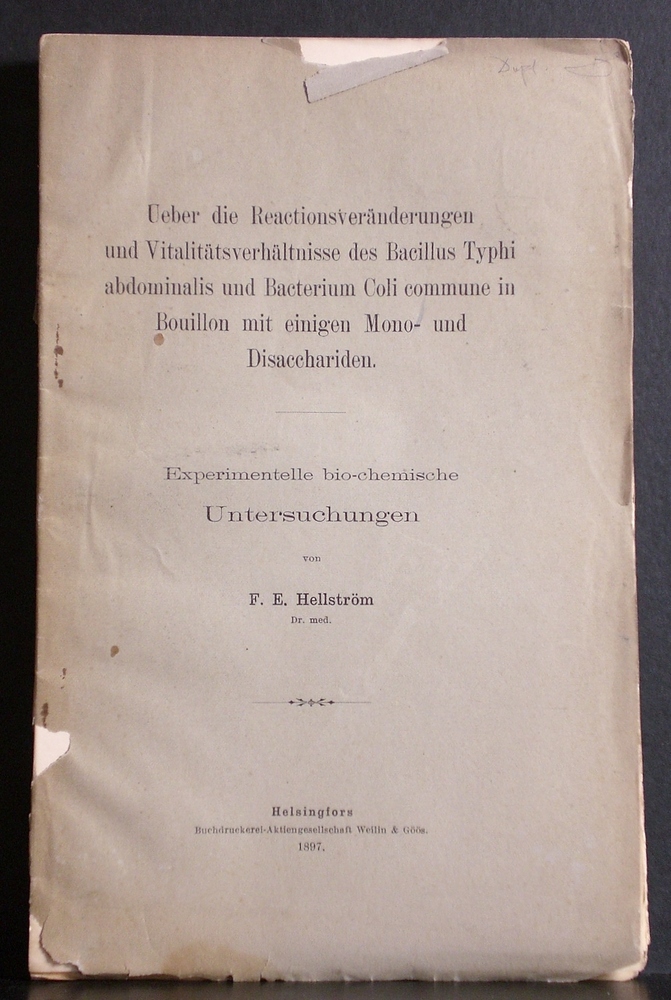 Dupl.
Ueber die Reactionsveränderungen
und Vitalitätsverhältnisse des Bacillus Typhi
abdominalis und Bacterium Coli commune in
Bouillon mit einigen Mono- und
Disacchariden.
Experimentelle bio-chemische
Untersuchungen
von
F. E. Hellström
Dr. med.
Helsingfors
Buchdruckerei-Aktiengesellschaft Weilin & Göös.
1897.